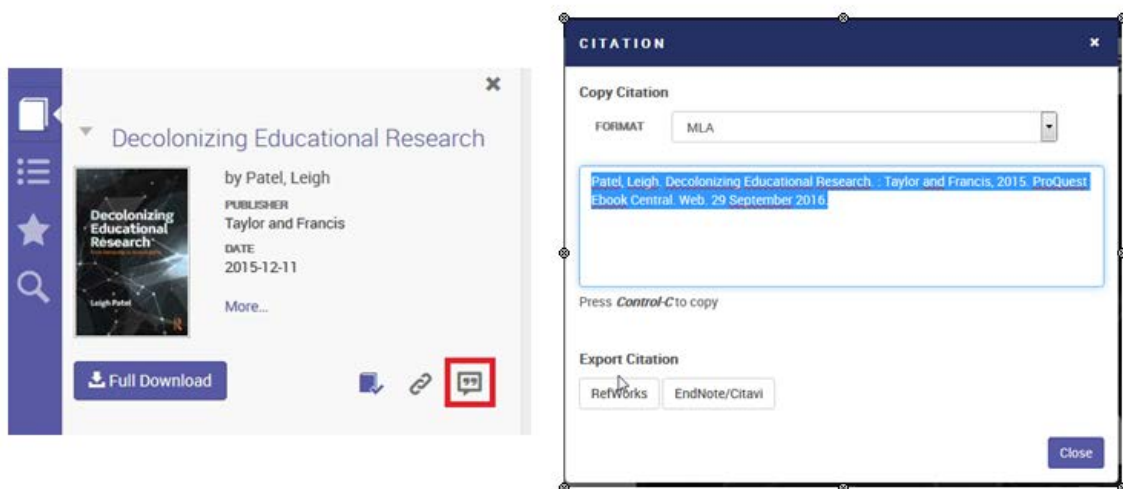 Decolonizing Educational Research
by Patel, Leigh
PUBLISHER
Taylor and Francis
DATE
2015-12-11
More...
Decolonizing
Educational
Research
Leigh Patel
Full Download
CITATION
Copy Citation
FORMAT MLA
Patel, Leigh. Decolonizing Educational Research. : Taylor and Francis, 2015. ProQuest
Ebook Central. Web. 29 September 2016.
Press Control-C to copy
Export Citation
RefWorks EndNote/Citavi
Close